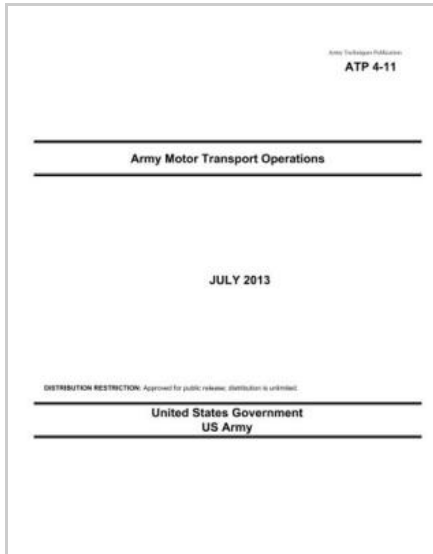 Army Techniques Publication
ATP 4-11
Army Motor Transport Operations
JULY 2013
DISTRIBUTION RESTRICTION: Approved for public release; distribution is unlimited.
United States Government
US Army